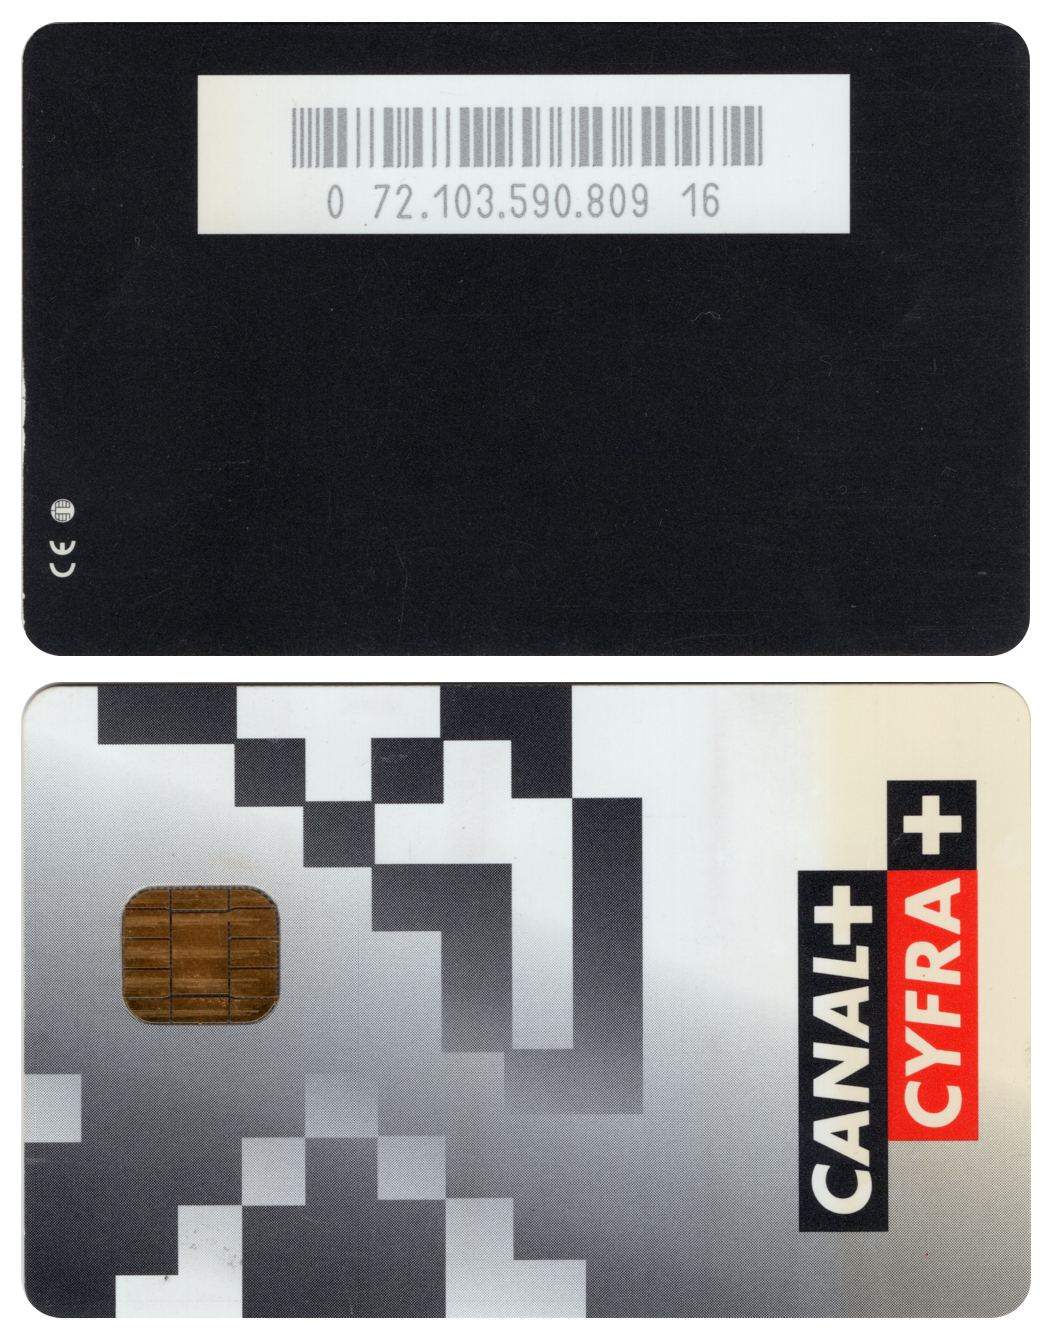 0 72.103.590.809 16
CE
CANAL+
CYFRA+